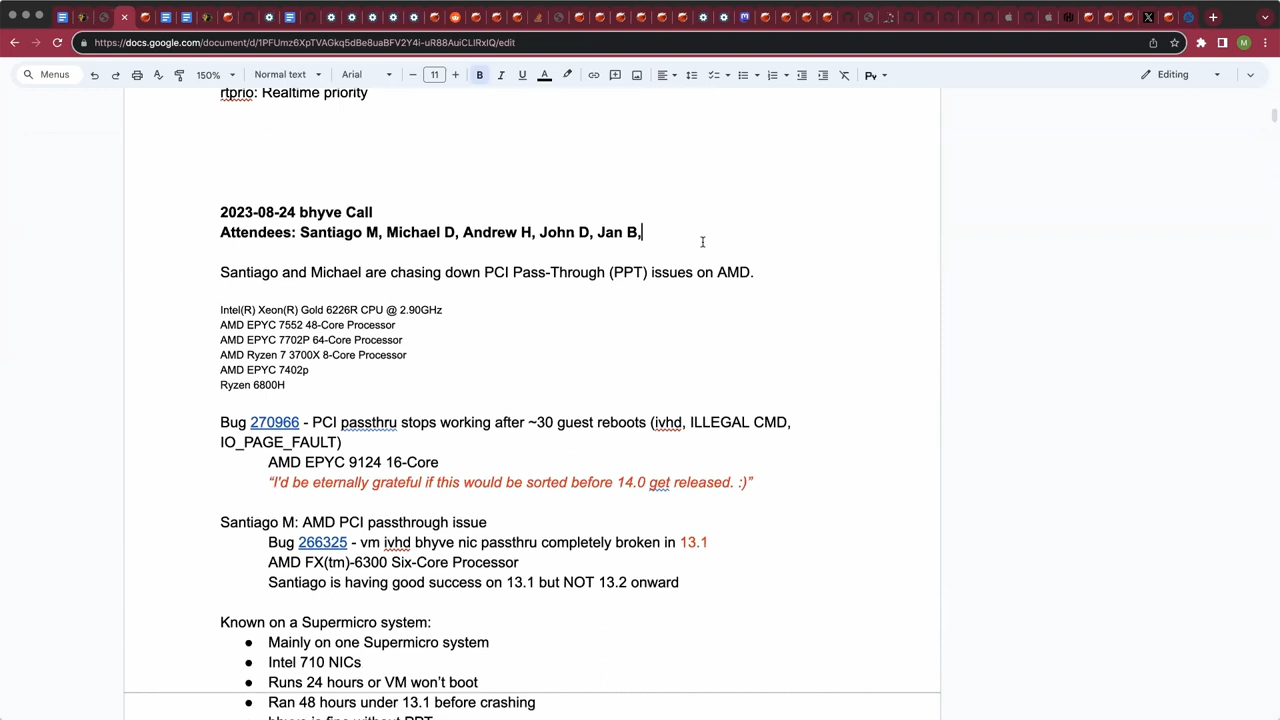 https://docs.google.com/document/d/1PFUmz6XpTVAGkq5dBe8uaBFV2Y4i-uR88AuiCLIRxIQ/edit
M
Menus
150%
Normal text
Arial
11
B
I
U
A
Editing
rtprio: Realtime priority
2023-08-24 bhyve Call
Attendees: Santiago M, Michael D, Andrew H, John D, Jan B,
Santiago and Michael are chasing down PCI Pass-Through (PPT) issues on AMD.
Intel(R) Xeon(R) Gold 6226R CPU @ 2.90GHz
AMD EPYC 7552 48-Core Processor
AMD EPYC 7702P 64-Core Processor
AMD Ryzen 7 3700X 8-Core Processor
AMD EPYC 7402p
Ryzen 6800H
Bug 270966 - PCI passthru stops working after ~30 guest reboots (ivhd, ILLEGAL CMD,
IO_PAGE_FAULT)
AMD EPYC 9124 16-Core
“I'd be eternally grateful if this would be sorted before 14.0 get released. :)”
Santiago M: AMD PCI passthrough issue
Bug 266325 - vm ivhd bhyve nic passthru completely broken in 13.1
AMD FX(tm)-6300 Six-Core Processor
Santiago is having good success on 13.1 but NOT 13.2 onward
Known on a Supermicro system:
● Mainly on one Supermicro system
● Intel 710 NICs
● Runs 24 hours or VM won’t boot
● Ran 48 hours under 13.1 before crashing
bhyve is fine without PPT